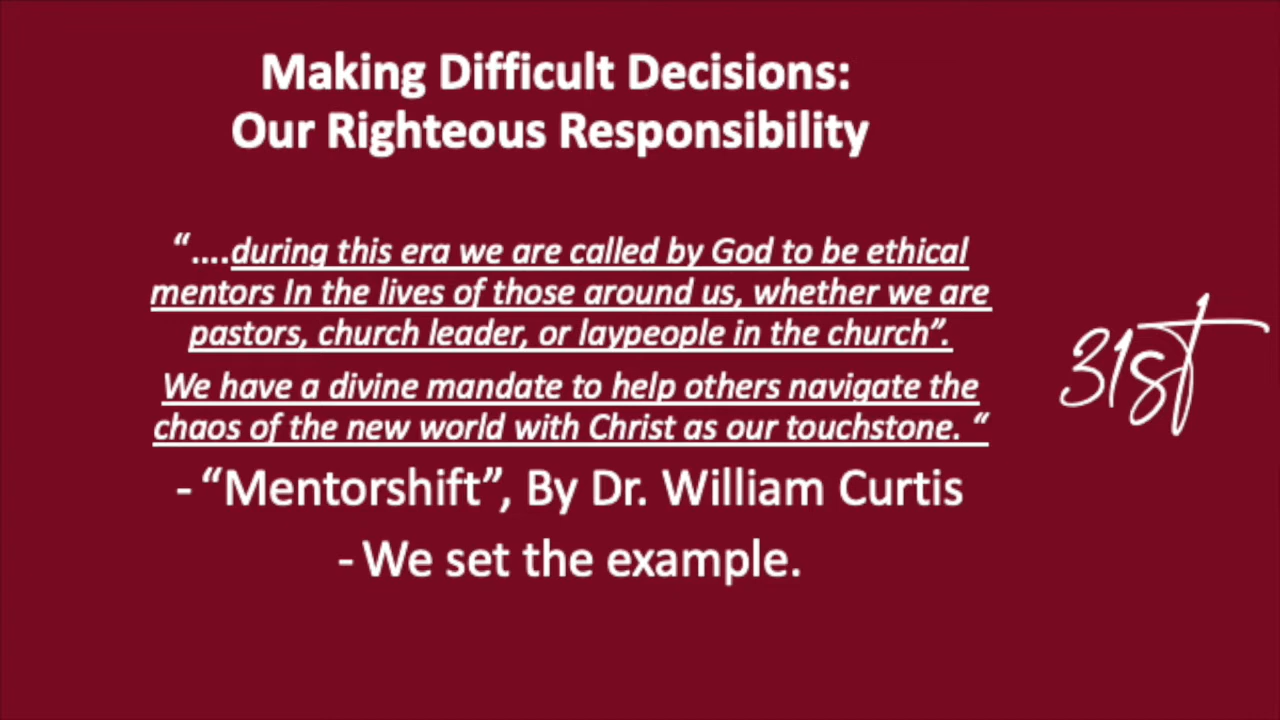 Making Difficult Decisions:
Our Righteous Responsibility
“ ....during this era we are called by God to be ethical
mentors In the lives of those around us, whether we are
pastors, church leader, or laypeople in the church”.
We have a divine mandate to help others navigate the
chaos of the new world with Christ as our touchstone. “
- “Mentorshift”, By Dr. William Curtis
- We set the example.
31st